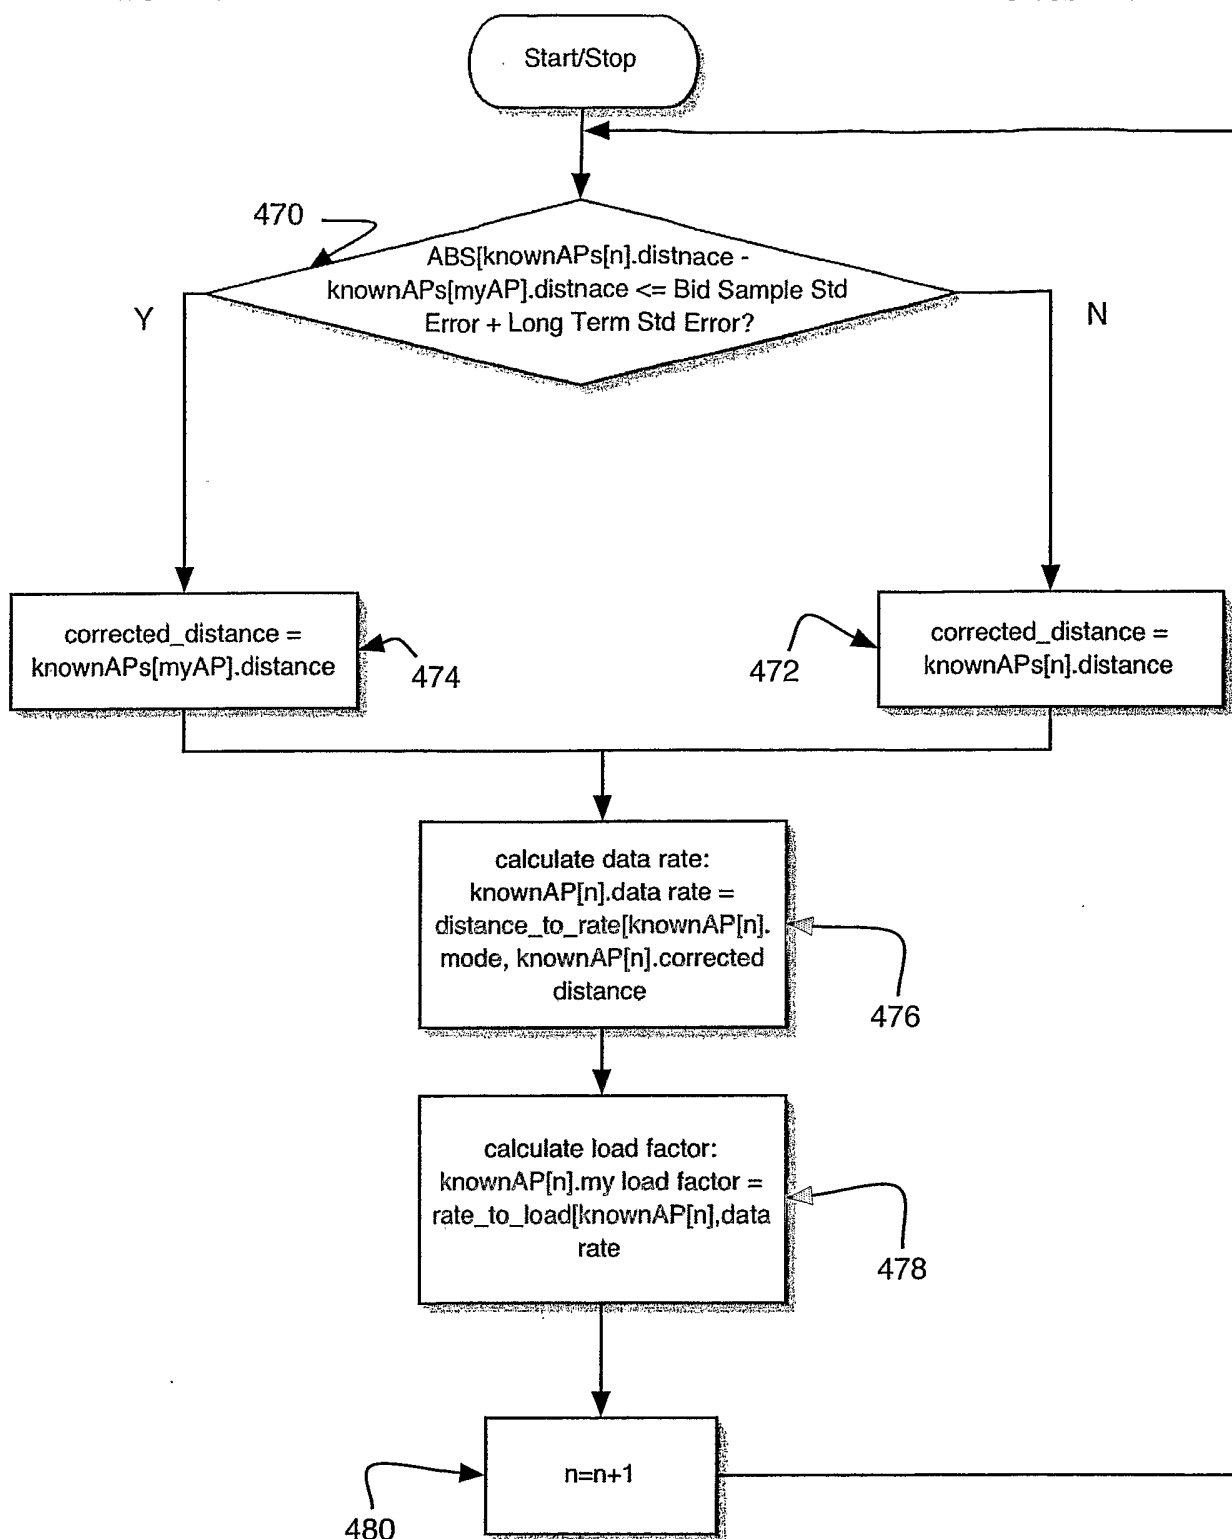 Start/Stop
470
ABS[knownAPs[n].distnace -
knownAPs[myAP].distnace <= Bid Sample Std
Error + Long Term Std Error?
Y
N
corrected_distance =
knownAPs[myAP].distance
474
472
corrected_distance =
knownAPs[n].distance
calculate data rate:
knownAP[n].data rate =
distance_to_rate[knownAP[n].
mode, knownAP[n].corrected
distance
476
calculate load factor:
knownAP[n].my load factor =
rate_to_load[knownAP[n],data
rate
478
n=n+1
480